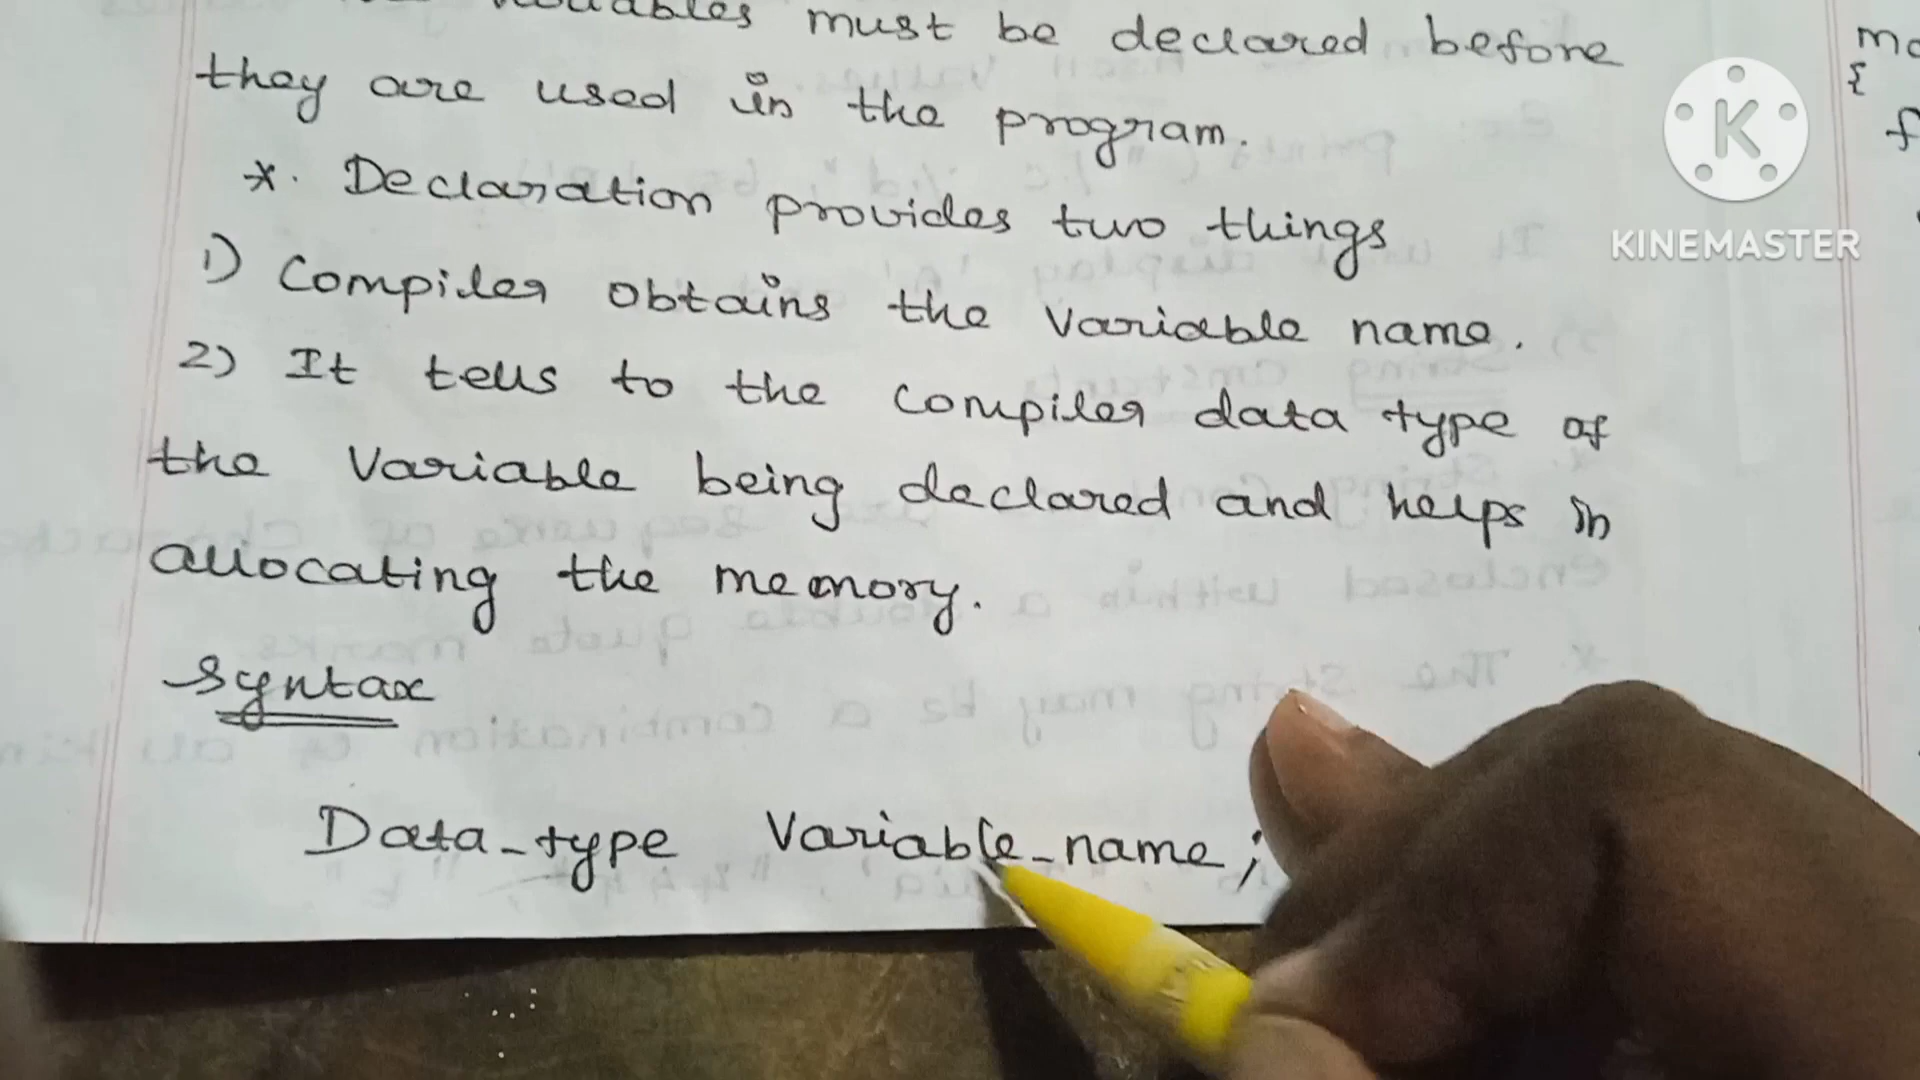 variables must be declared before
they are used in the program.
*. Declaration provides two things
1) Compiler obtains the variable name.
2) It tells to the compiler data type of
the variable being declared and helps in
allocating the memory.
Syntax
Data-type Variable-name;
{
f
K
KINEMASTER